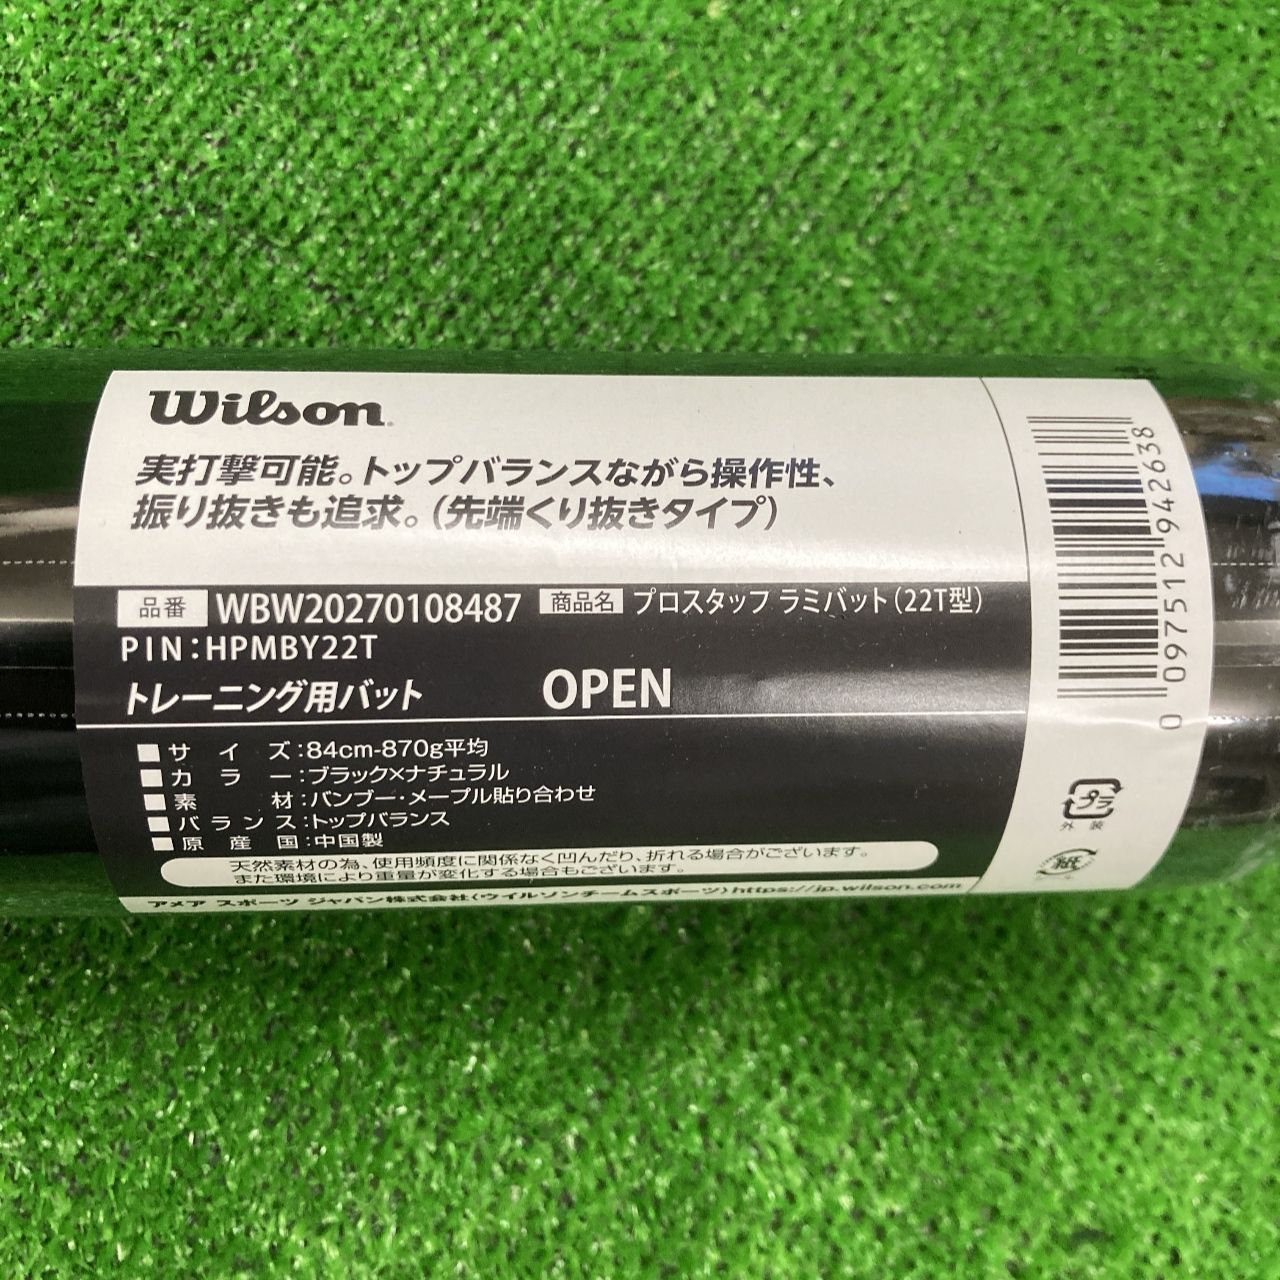 Wilson
実打撃可能。トップバランスながら操作性、
振り抜きも追求。(先端くり抜きタイプ)
品番 WBW20270108487 商品名 プロスタッフ ラミバット(22T型)
PIN:HPMBY22T
トレーニング用バット OPEN
■サイズ:84cm-870g平均
■カラー:ブラック×ナチュラル
■素材:バンブー・メープル貼り合わせ
■バランス:トップバランス
■原産国:中国製
天然素材の為、使用頻度に関係なく凹んだり、折れる場合がございます。
また環境により重量が変化する場合もございます。
アメア スポーツ ジャパン株式会社(ウイルソンチームスポーツ)https://jp.wilson.com
0 097512 942638
プラ
外装
紙